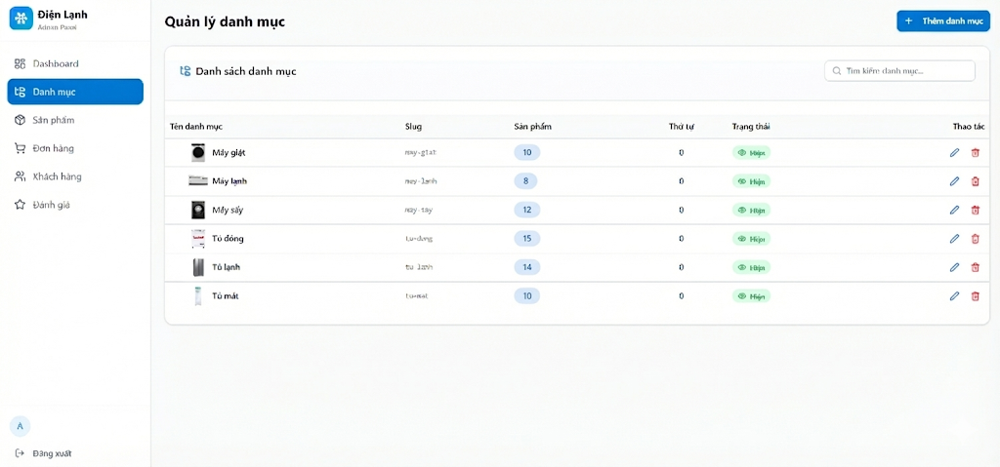 Điện Lạnh
Admin Panel
Dashboard
Danh mục
Sản phẩm
Đơn hàng
Khách hàng
Đánh giá
A
Đăng xuất
Quản lý danh mục
+ Thêm danh mục
Danh sách danh mục
Tìm kiếm danh mục...
Tên danh mục Slug Sản phẩm Thứ tự Trạng thái Thao tác
Máy giặt may-giat 10 0 Hiện
Máy lạnh may-lanh 8 0 Hiện
Máy sấy 12 0 Hiện
Tủ đông tu-dong 15 0 Hiện
Tủ lạnh tu-lanh 14 0 Hiện
Tủ mát tu-mat 10 0 Hiện